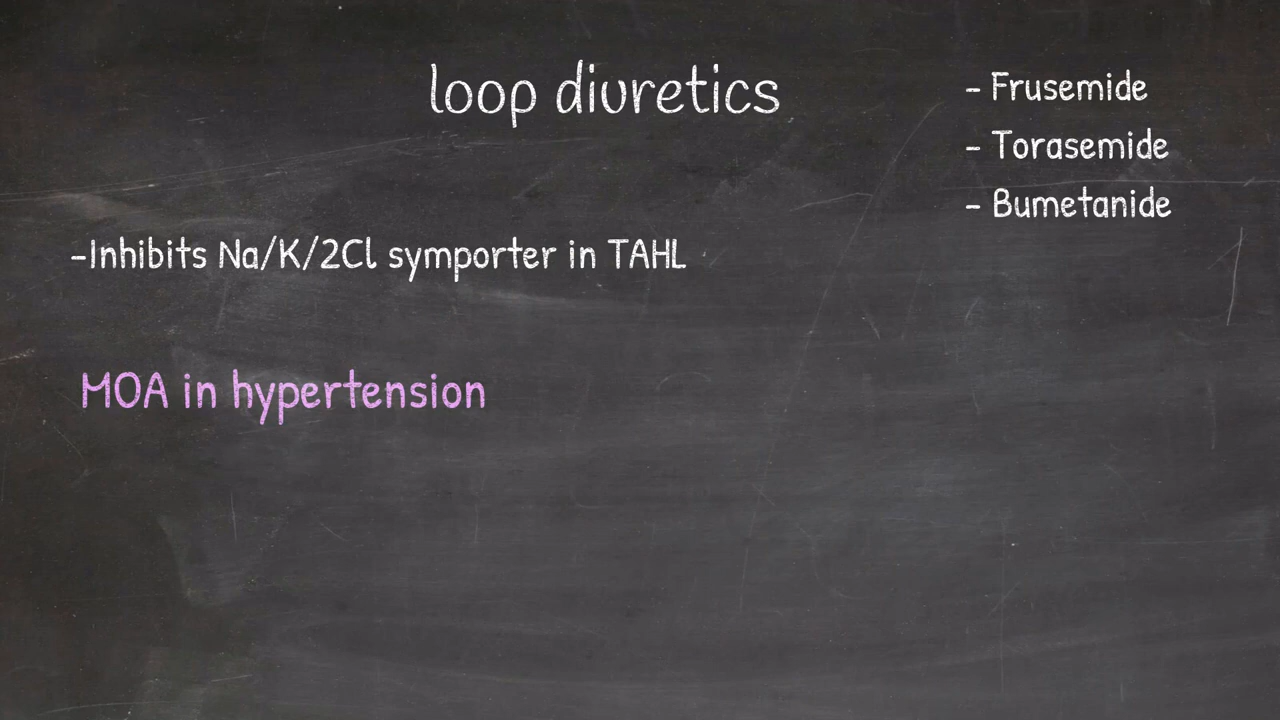 loop diuretics
- Frusemide
- Torasemide
- Bumetanide
-Inhibits Na/K/2Cl symporter in TAHL
MOA in hypertension